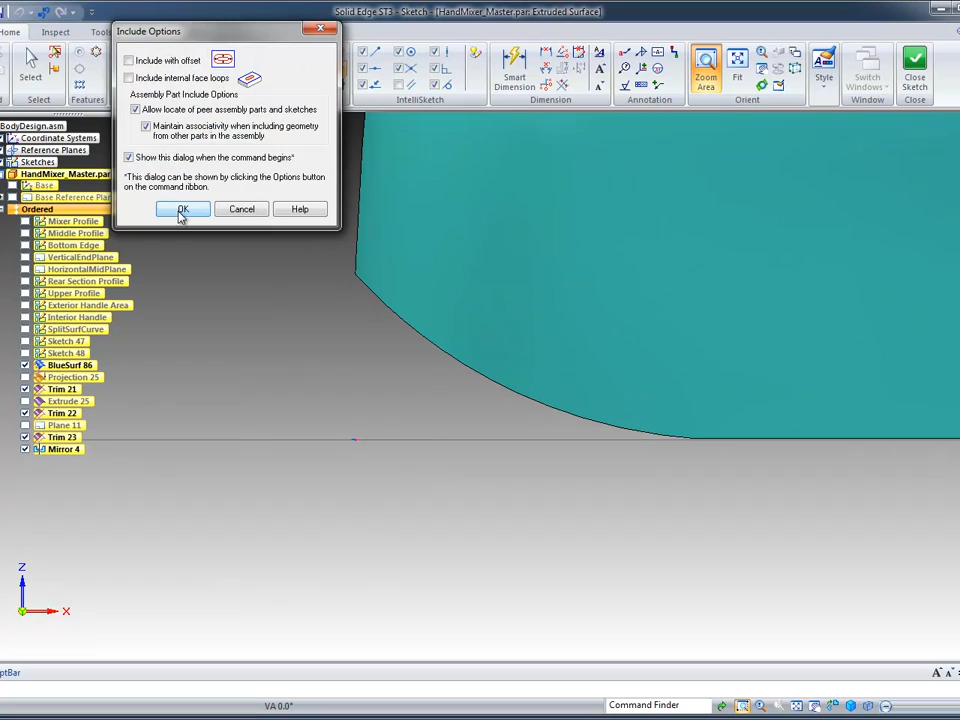 Solid Edge ST3 - Sketch - [HandMixer_Master.par: Extruded Surface]
Home
Inspect
Tools
Select
Select
Features
IntelliSketch
Smart
Dimension
Dimension
Annotation
Zoom
Area
Fit
Orient
Style
Style
Switch
Windows
Window
Close
Sketch
Close
Include Options
Include with offset
Include internal face loops
Assembly Part Include Options
Allow locate of peer assembly parts and sketches
Maintain associativity when including geometry
from other parts in the assembly
Show this dialog when the command begins*
*This dialog can be shown by clicking the Options button
on the command ribbon.
OK
Cancel
Help
BodyDesign.asm
Coordinate Systems
Reference Planes
Sketches
HandMixer_Master.par
Base
Base Reference Plan
Ordered
Mixer Profile
Middle Profile
Bottom Edge
VerticalEndPlane
HorizontalMidPlane
Rear Section Profile
Upper Profile
Exterior Handle Area
Interior Handle
SplitSurfCurve
Sketch 47
Sketch 48
BlueSurf 86
Projection 25
Trim 21
Extrude 25
Trim 22
Plane 11
Trim 23
Mirror 4
Z
X
ptBar
VA 0.0°
Command Finder